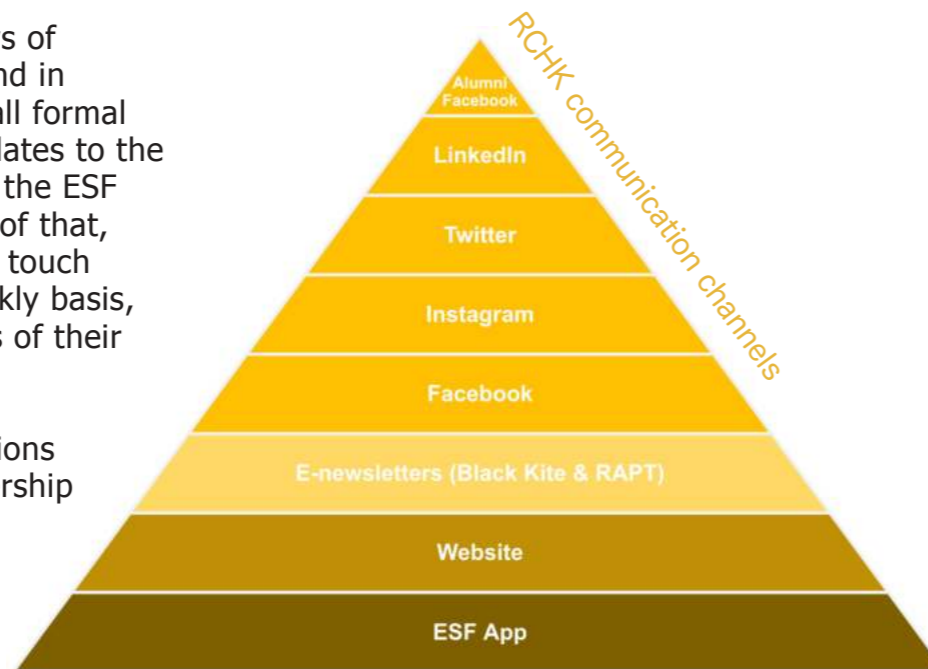 s of
nd in
all formal
lates to the
the ESF
of that,
touch
kly basis,
s of their
ions
ership
RCHK communication channels
Alumni
Facebook
LinkedIn
Twitter
Instagram
Facebook
E-newsletters (Black Kite & RAPT)
Website
ESF App